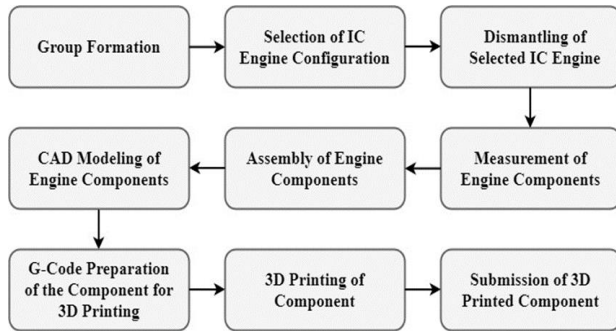 Group Formation
Selection of IC
Engine Configuration
Dismantling of
Selected IC Engine
Measurement of
Engine Components
Assembly of Engine
Components
CAD Modeling of
Engine Components
G-Code Preparation
of the Component for
3D Printing
3D Printing of
Component
Submission of 3D
Printed Component